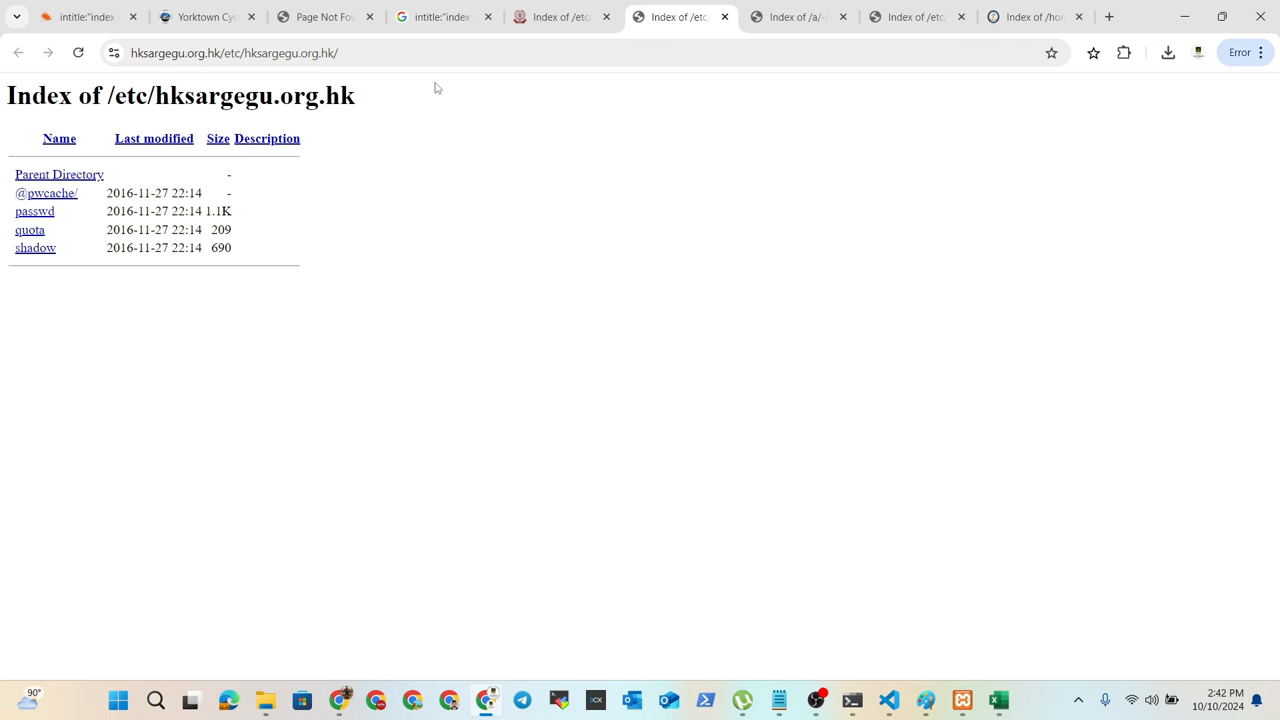 intitle:"index
Yorktown Cy
Page Not Fou
intitle:"index
Index of /etc/
Index of /etc
Index of /a/-/
Index of /etc
Index of /hor
hksargegu.org.hk/etc/hksargegu.org.hk/
Error
Index of /etc/hksargegu.org.hk
Name Last modified Size Description
Parent Directory -
@pwcache/ 2016-11-27 22:14 -
passwd 2016-11-27 22:14 1.1K
quota 2016-11-27 22:14 209
shadow 2016-11-27 22:14 690
90°
2:42 PM
10/10/2024